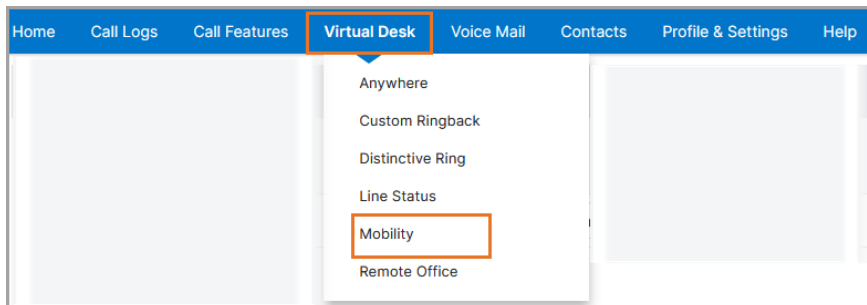 Home Call Logs Call Features Virtual Desk Voice Mail Contacts Profile & Settings Help
Anywhere
Custom Ringback
Distinctive Ring
Line Status
Mobility
Remote Office